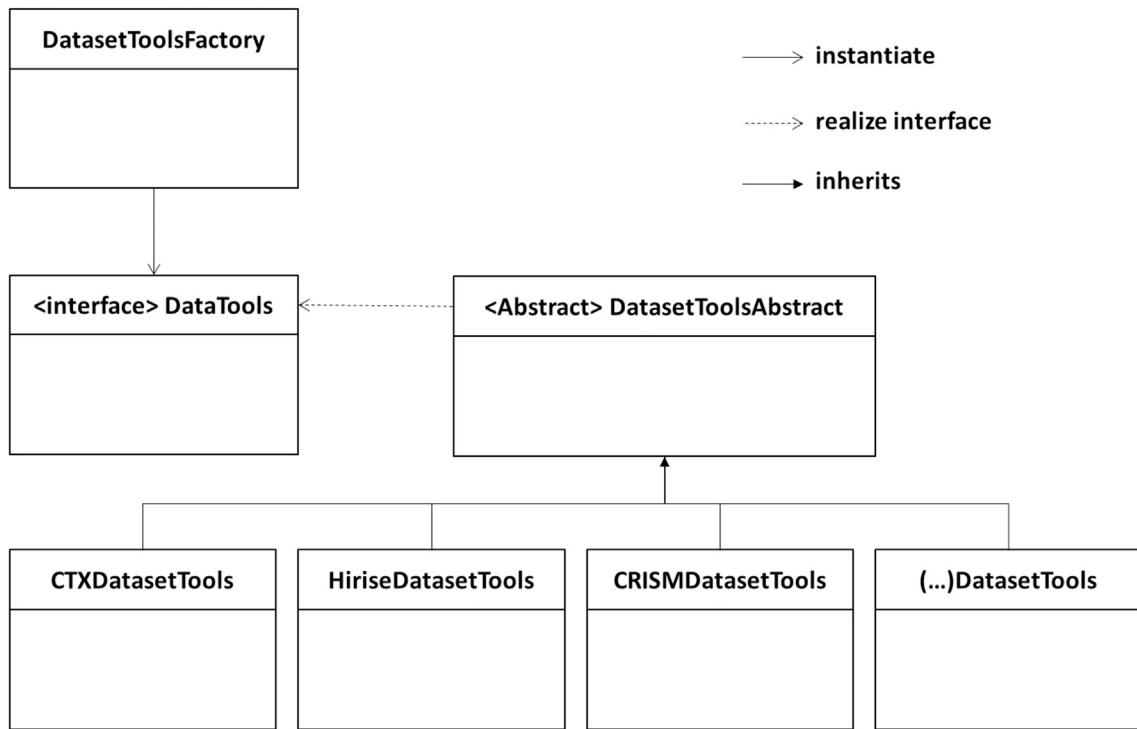 DatasetToolsFactory
instantiate
realize interface
inherits
<interface> DataTools
<Abstract> DatasetToolsAbstract
CTXDatasetTools
HiriseDatasetTools
CRISMDatasetTools
(...)DatasetTools